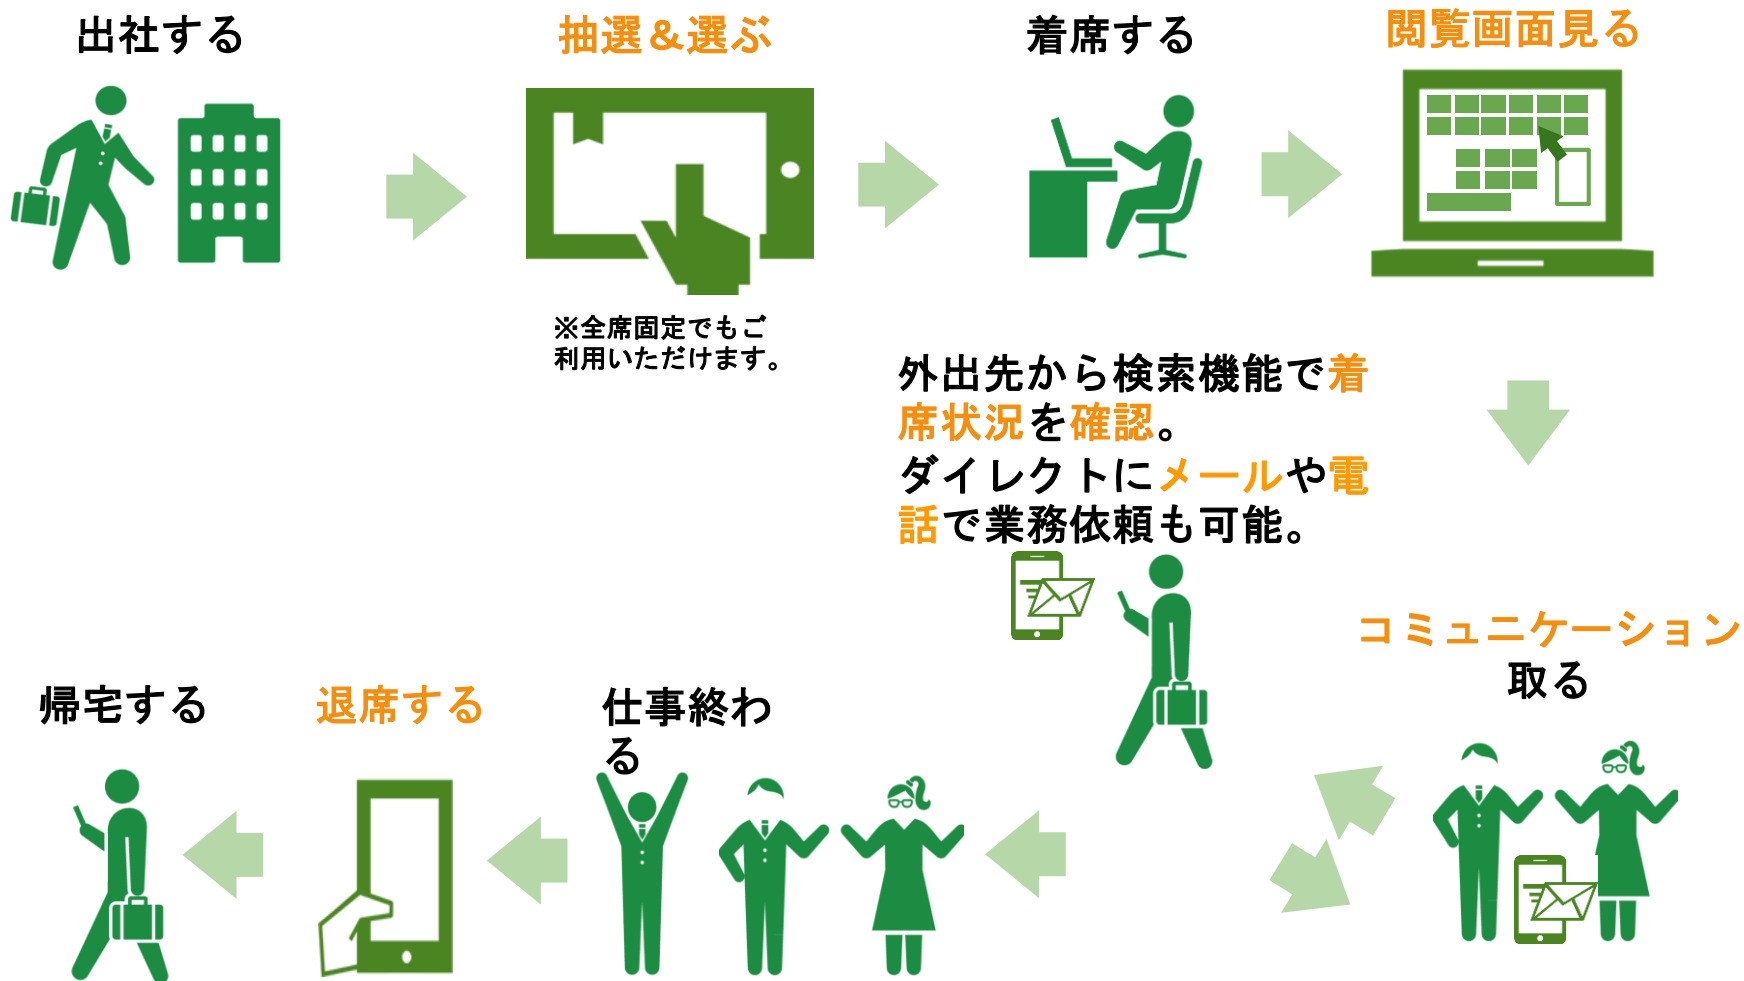 出社する
抽選＆選ぶ
着席する
閲覧画面見る
※全席固定でもご
利用いただけます。
外出先から検索機能で着
席状況を確認。
ダイレクトにメールや電
話で業務依頼も可能。
コミュニケーション
取る
仕事終わ
る
退席する
帰宅する